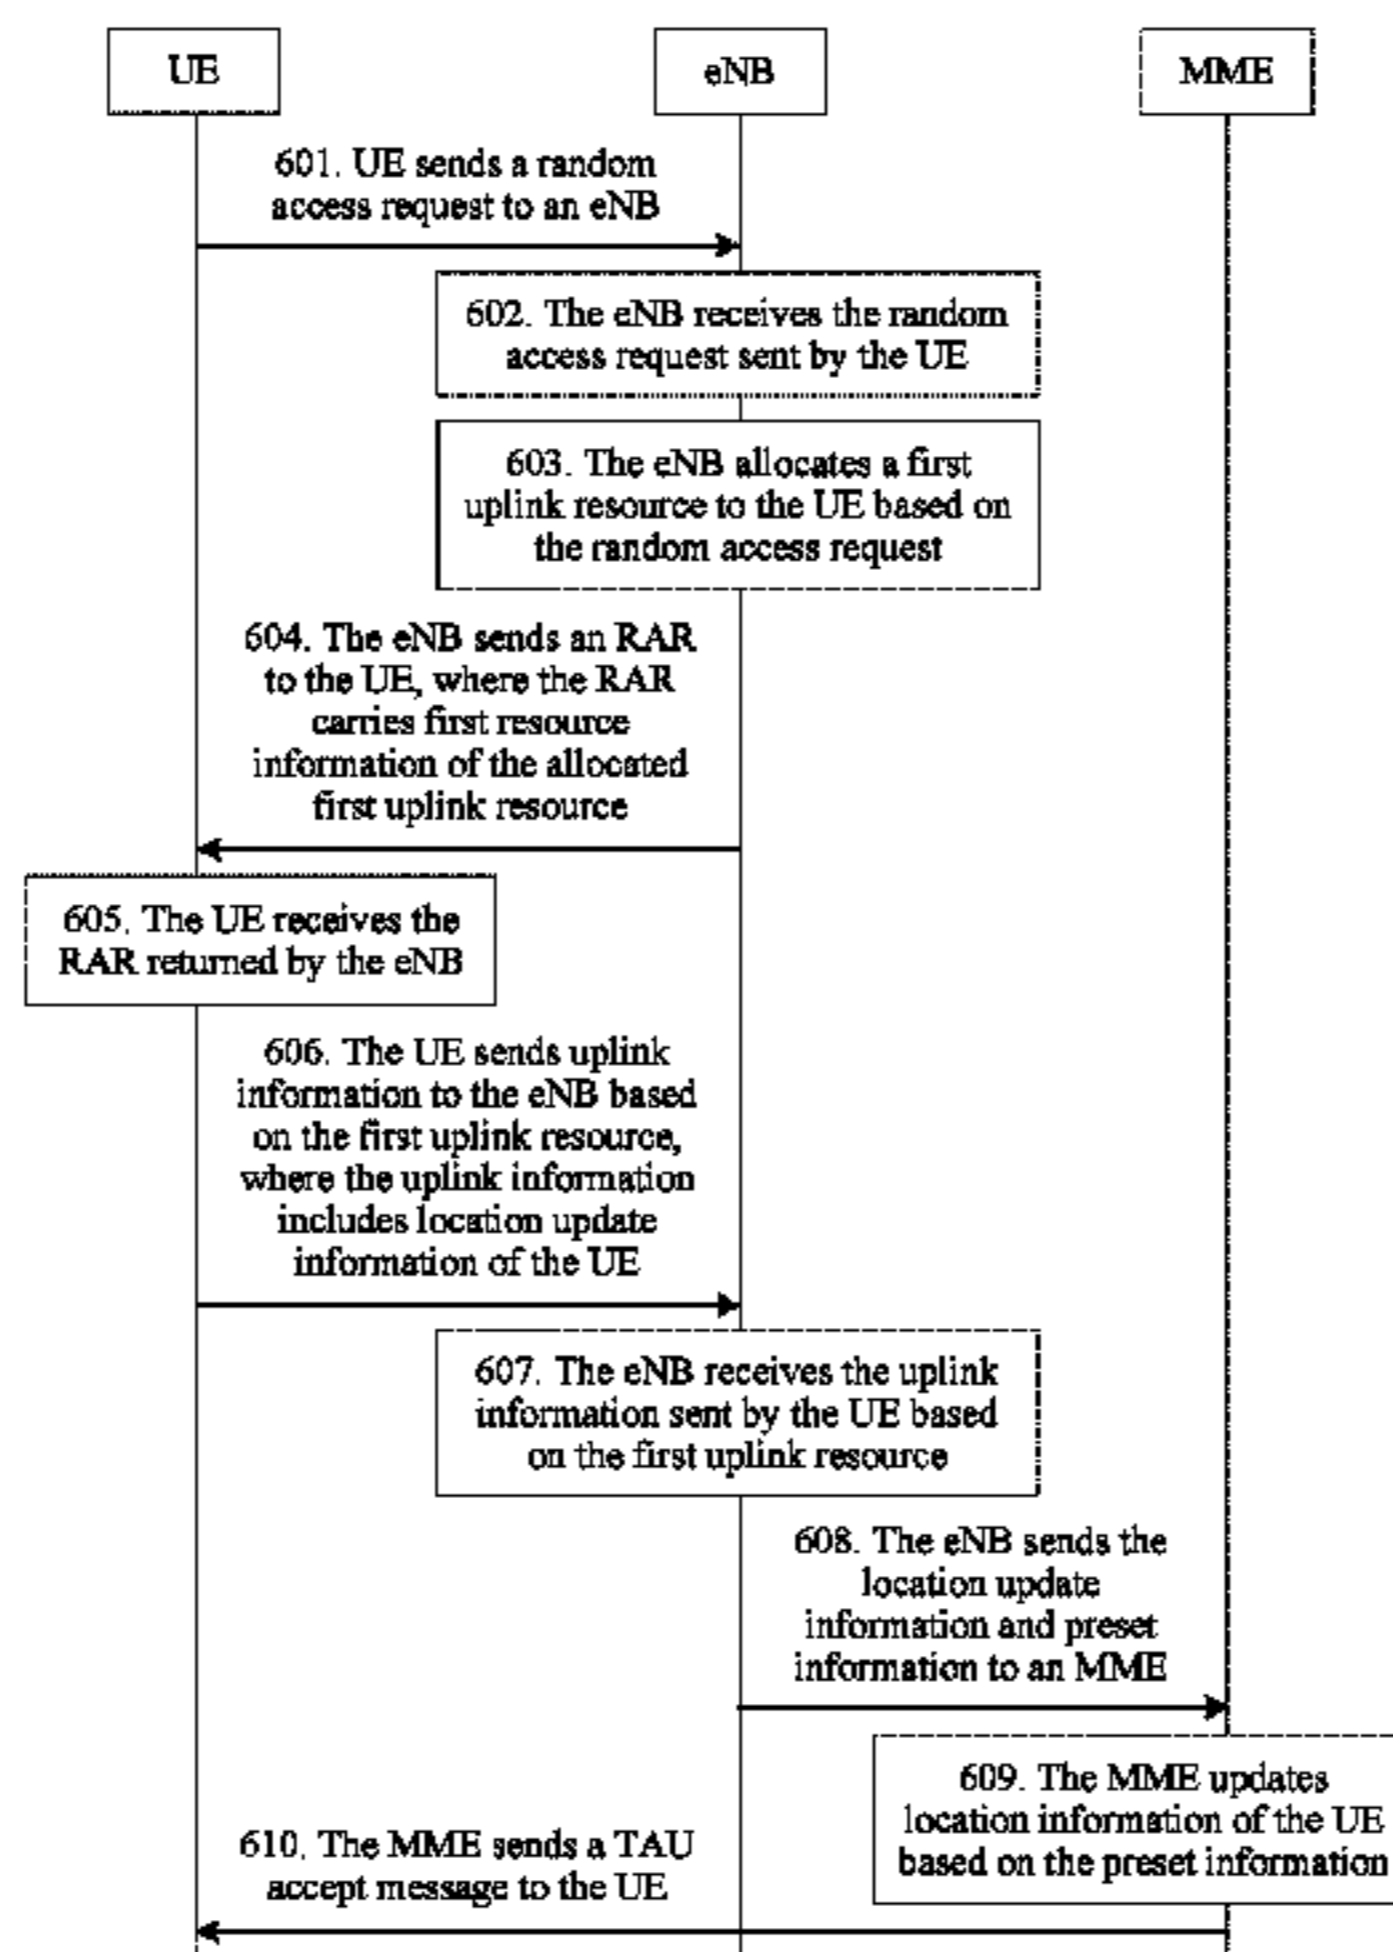 UE
eNB
MME
601. UE sends a random
access request to an eNB
602. The eNB receives the random
access request sent by the UE
603. The eNB allocates a first
uplink resource to the UE based on
the random access request
604. The eNB sends an RAR
to the UE, where the RAR
carries first resource
information of the allocated
first uplink resource
605. The UE receives the
RAR returned by the eNB
606. The UE sends uplink
information to the eNB based
on the first uplink resource,
where the uplink information
includes location update
information of the UE
607. The eNB receives the uplink
information sent by the UE based
on the first uplink resource
608. The eNB sends the
location update
information and preset
information to an MME
609. The MME updates
location information of the UE
based on the preset information
610. The MME sends a TAU
accept message to the UE